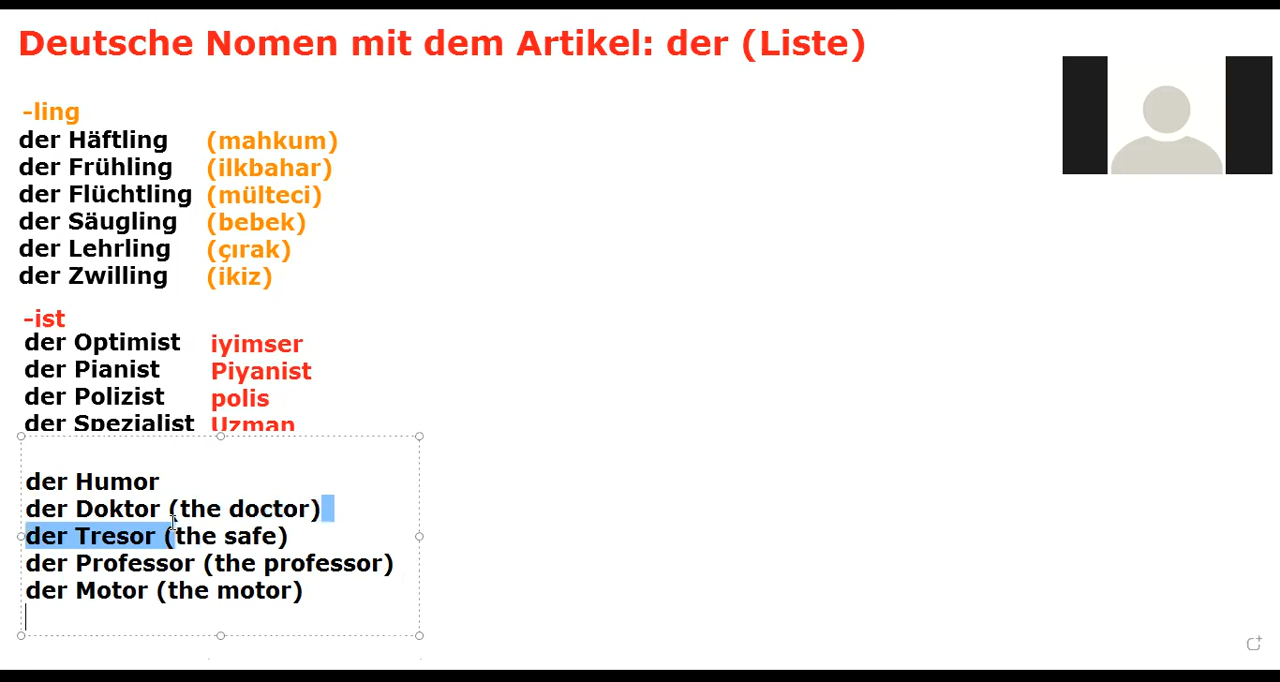 Deutsche Nomen mit dem Artikel: der (Liste)
-ling
der Häftling (mahkum)
der Frühling (ilkbahar)
der Flüchtling (mülteci)
der Säugling (bebek)
der Lehrling (çırak)
der Zwilling (ikiz)
-ist
der Optimist iyimser
der Pianist Piyanist
der Polizist polis
der Spezialist Uzman
der Humor
der Doktor (the doctor)
der Tresor (the safe)
der Professor (the professor)
der Motor (the motor)